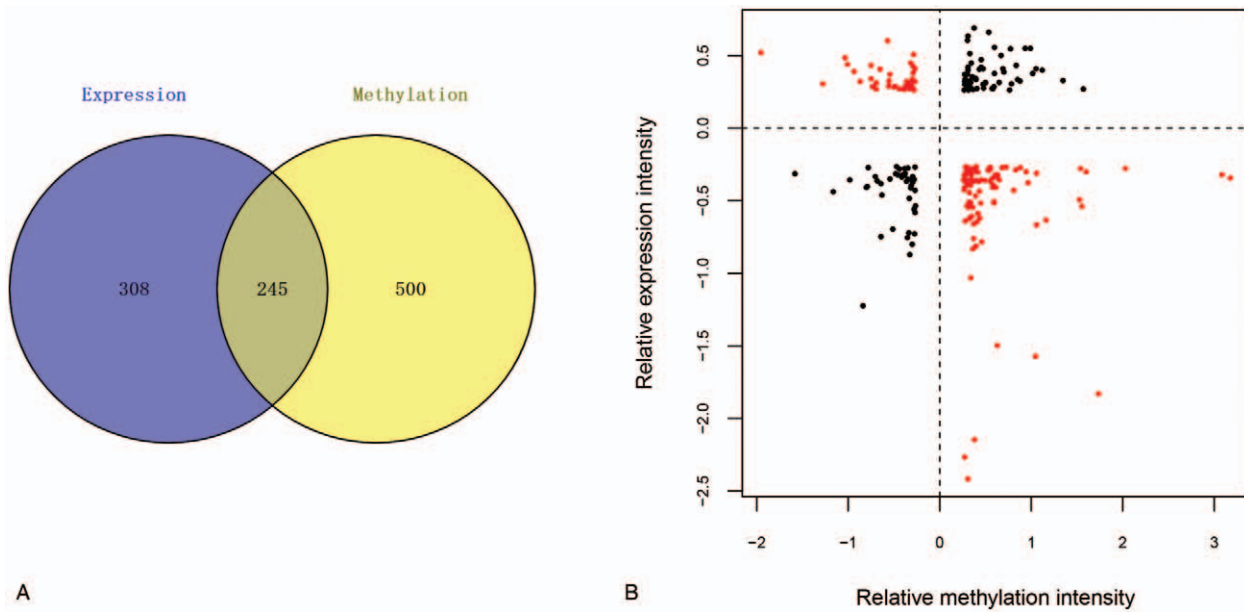 Expression Methylation
308 245 500
A
Relative expression intensity
0.5
0.0
−0.5
−1.0
−1.5
−2.0
−2.5
−2 −1 0 1 2 3
Relative methylation intensity
B